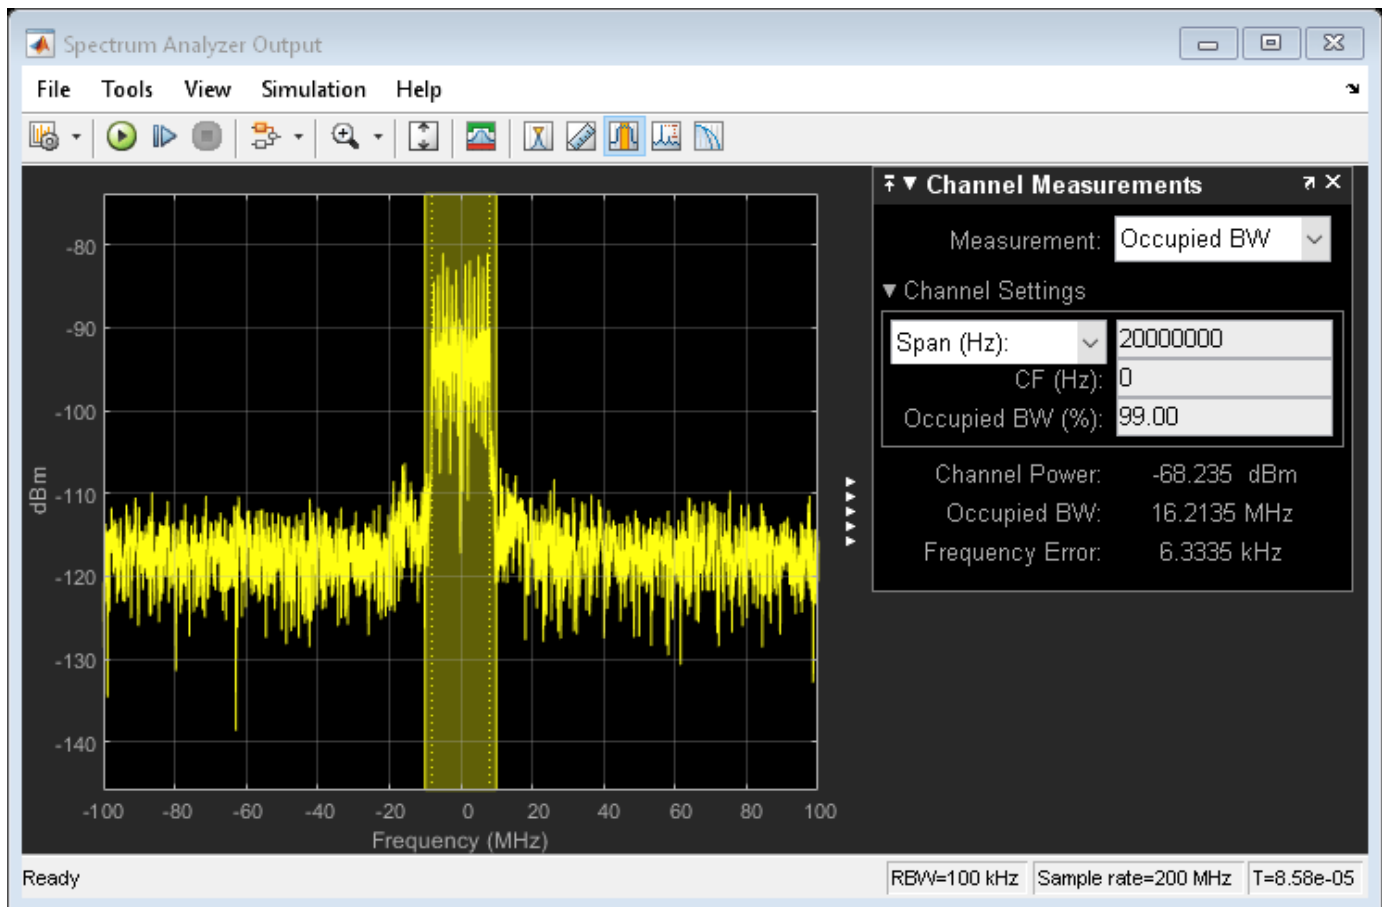 Spectrum Analyzer Output
File Tools View Simulation Help
Channel Measurements
Measurement: Occupied BW
Channel Settings
Span (Hz): 20000000
CF (Hz): 0
Occupied BW (%): 99.00
Channel Power: -68.235 dBm
Occupied BW: 16.2135 MHz
Frequency Error: 6.3335 kHz
-80
-90
-100
-110
-120
-130
-140
dBm
-100 -80 -60 -40 -20 0 20 40 60 80 100
Frequency (MHz)
Ready RBW=100 kHz Sample rate=200 MHz T=8.58e-05